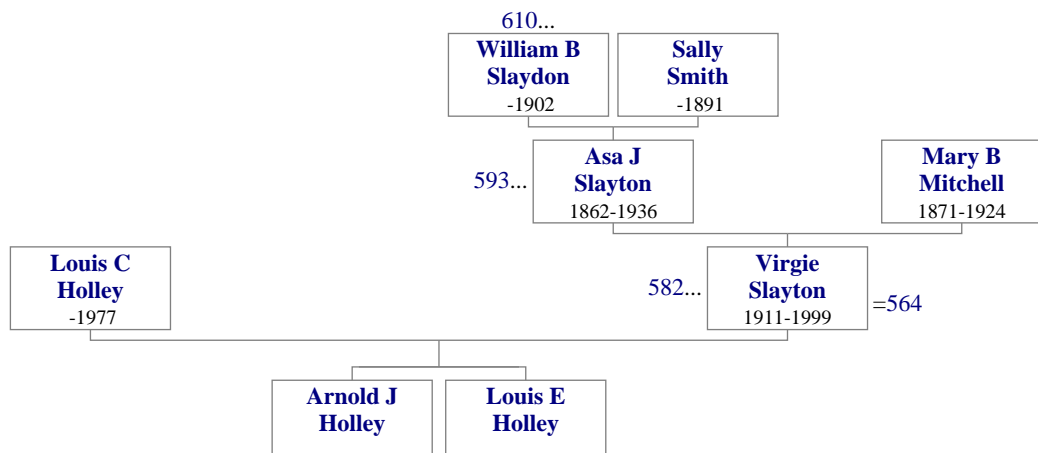 610...
William B
Slaydon
-1902
Sally
Smith
-1891
593...
Asa J
Slayton
1862-1936
Mary B
Mitchell
1871-1924
Louis C
Holley
-1977
582...
Virgie
Slayton
1911-1999
=564
Arnold J
Holley
Louis E
Holley